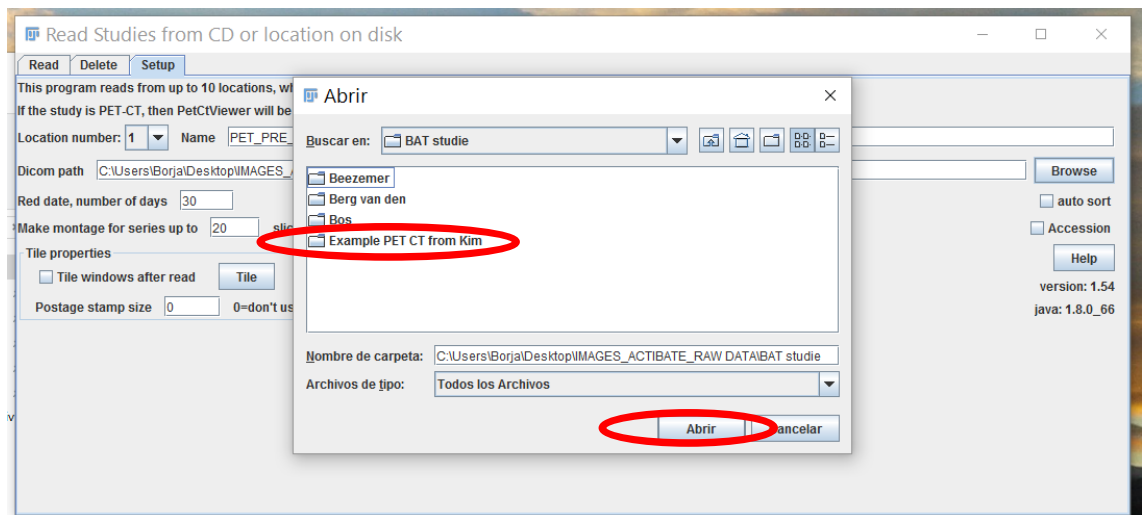 Read Studies from CD or location on disk
Read Delete Setup
This program reads from up to 10 locations, wh
If the study is PET-CT, then PetCtViewer will be
Location number: 1 Name PET_PRE_
Dicom path C:\Users\Borja\Desktop\IMAGES_ Browse
Red date, number of days 30 auto sort
Make montage for series up to 20 slic Accession
Tile properties Help
Tile windows after read Tile version: 1.54
Postage stamp size 0 0=don't us java: 1.8.0_66
Abrir
Buscar en: BAT studie
Beezemer
Berg van den
Bos
Example PET CT from Kim
Nombre de carpeta: C:\Users\Borja\Desktop\IMAGES_ACTIBATE_RAW DATA\BAT studie
Archivos de tipo: Todos los Archivos
Abrir Cancelar